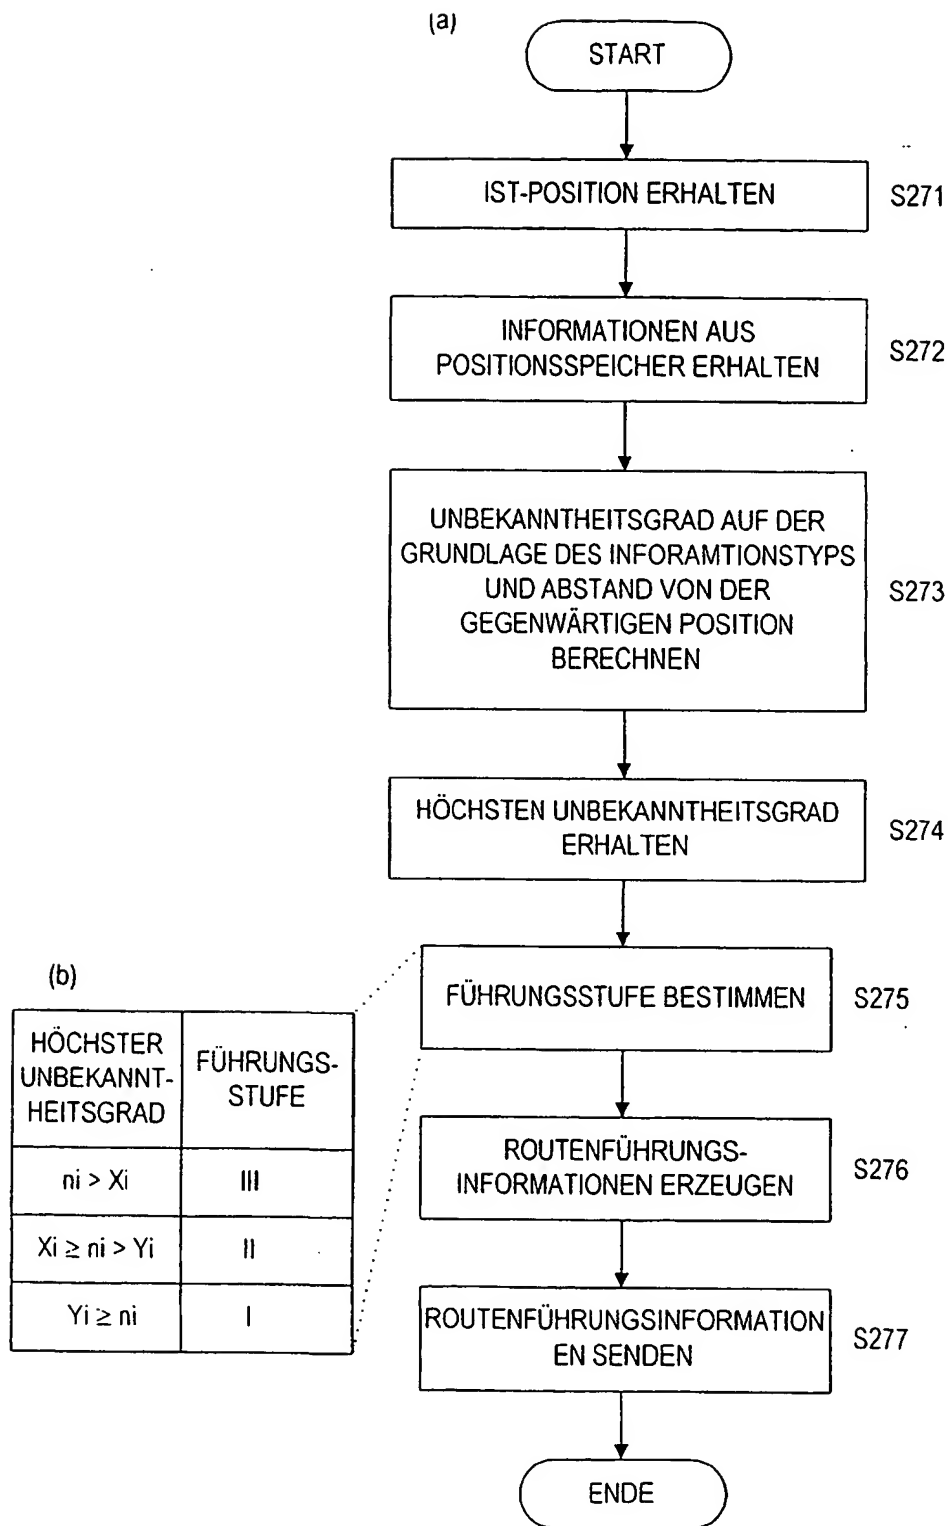 (a)
START
IST-POSITION ERHALTEN
S271
INFORMATIONEN AUS
POSITIONSSPEICHER ERHALTEN
S272
UNBEKANNTHEITSGRAD AUF DER
GRUNDLAGE DES INFORAMTIONSTYPS
UND ABSTAND VON DER
GEGENWÄRTIGEN POSITION
BERECHNEN
S273
HÖCHSTEN UNBEKANNTHEITSGRAD
ERHALTEN
S274
FÜHRUNGSSTUFE BESTIMMEN
S275
ROUTENFÜHRUNGS-
INFORMATIONEN ERZEUGEN
S276
ROUTENFÜHRUNGSINFORMATION
EN SENDEN
S277
ENDE
(b)
HÖCHSTER
UNBEKANNT-
HEITSGRAD
FÜHRUNGS-
STUFE
ni > Xi
III
Xi ≥ ni > Yi
II
Yi ≥ ni
I